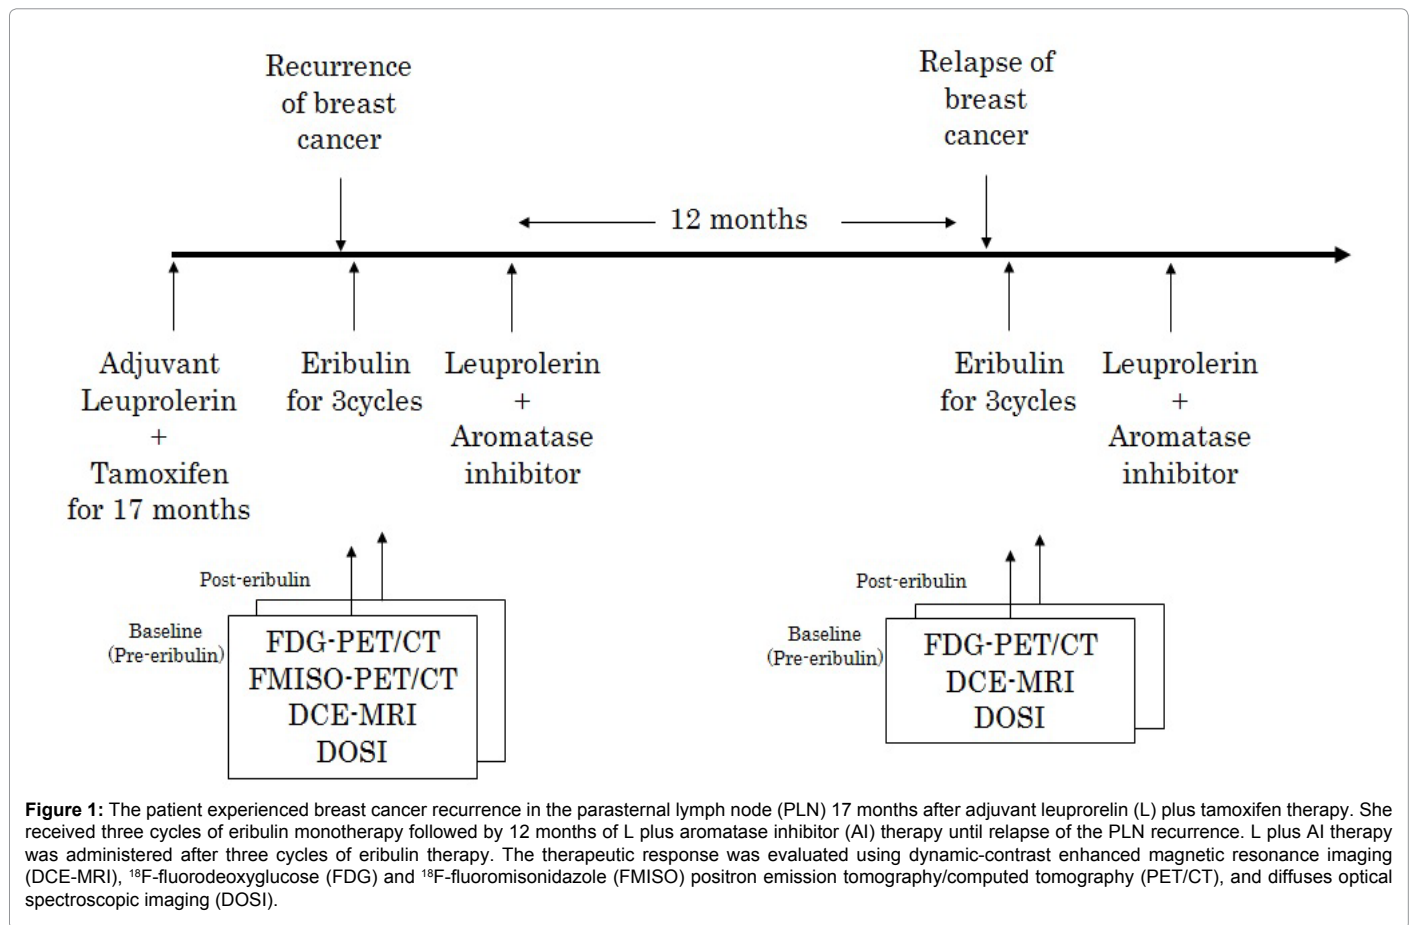 Recurrence
of breast
cancer
Relapse of
breast
cancer
12 months
Adjuvant
Leuprolerin
+
Tamoxifen
for 17 months
Eribulin
for 3cycles
Leuprolerin
+
Aromatase
inhibitor
Eribulin
for 3cycles
Leuprolerin
+
Aromatase
inhibitor
Post-eribulin
Baseline
(Pre-eribulin)
FDG-PET/CT
FMISO-PET/CT
DCE-MRI
DOSI
Post-eribulin
Baseline
(Pre-eribulin)
FDG-PET/CT
DCE-MRI
DOSI
Figure 1: The patient experienced breast cancer recurrence in the parasternal lymph node (PLN) 17 months after adjuvant leuprorelin (L) plus tamoxifen therapy. She
received three cycles of eribulin monotherapy followed by 12 months of L plus aromatase inhibitor (AI) therapy until relapse of the PLN recurrence. L plus AI therapy
was administered after three cycles of eribulin therapy. The therapeutic response was evaluated using dynamic-contrast enhanced magnetic resonance imaging
(DCE-MRI), ¹⁸F-fluorodeoxyglucose (FDG) and ¹⁸F-fluoromisonidazole (FMISO) positron emission tomography/computed tomography (PET/CT), and diffuses optical
spectroscopic imaging (DOSI).